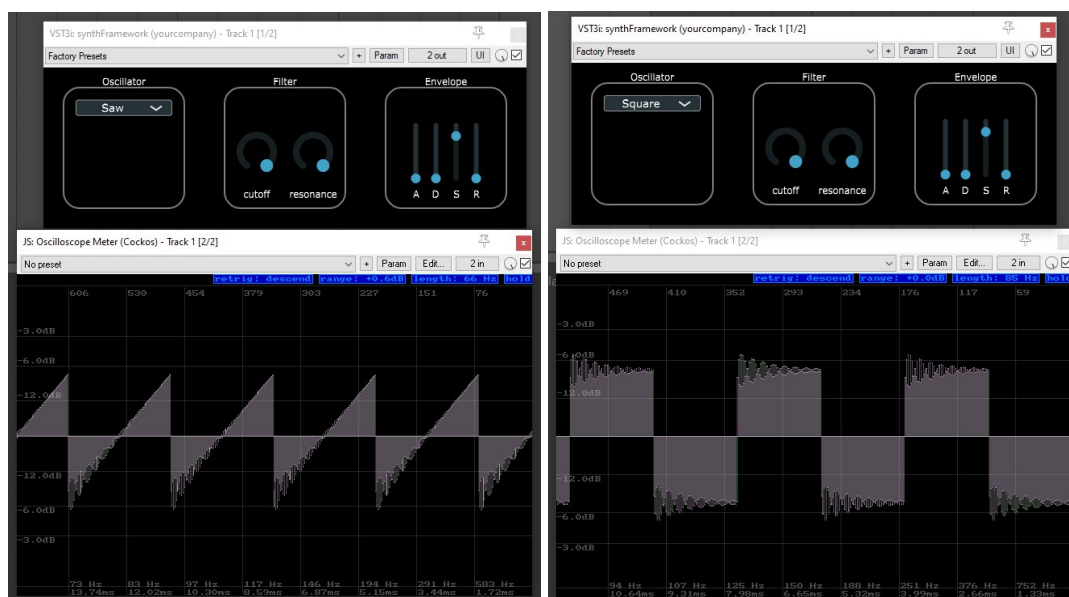 VST3i: synthFramework (yourcompany) - Track 1 [1/2]
Factory Presets + Param 2 out UI
Oscillator Filter Envelope
Saw
cutoff resonance A D S R
JS: Oscilloscope Meter (Cockos) - Track 1 [2/2]
No preset + Param Edit... 2 in
retrig: descend range: +0.6dB length: 66 Hz hold
606 530 454 379 303 227 151 76
-3.0dB
-6.0dB
-12.0dB
-12.0dB
-6.0dB
-3.0dB
73 Hz 83 Hz 97 Hz 117 Hz 146 Hz 194 Hz 291 Hz 583 Hz
13.74ms 12.02ms 10.30ms 8.59ms 6.87ms 5.15ms 3.44ms 1.72ms
VST3i: synthFramework (yourcompany) - Track 1 [1/2] x
Factory Presets + Param 2 out UI
Oscillator Filter Envelope
Square
cutoff resonance A D S R
JS: Oscilloscope Meter (Cockos) - Track 1 [2/2]
No preset + Param Edit... 2 in
retrig: descend range: +0.0dB length: 85 Hz hol
469 410 352 293 234 176 117 59
-3.0dB
-6.0dB
-12.0dB
-12.0dB
-6.0dB
-3.0dB
94 Hz 107 Hz 125 Hz 150 Hz 188 Hz 251 Hz 376 Hz 752 Hz
10.64ms 9.31ms 7.98ms 6.65ms 5.32ms 3.99ms 2.66ms 1.33ms